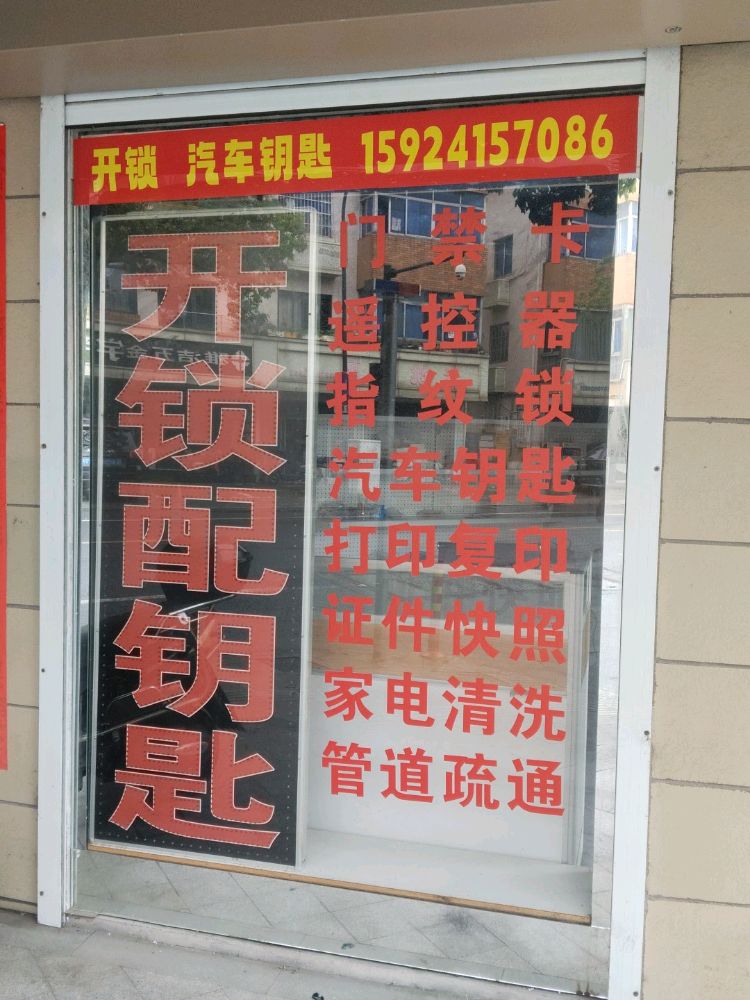 开锁 汽车钥匙 15924157086
开锁配钥匙
门禁卡
遥控器
指纹锁
汽车钥匙
打印复印
证件快照
家电清洗
管道疏通